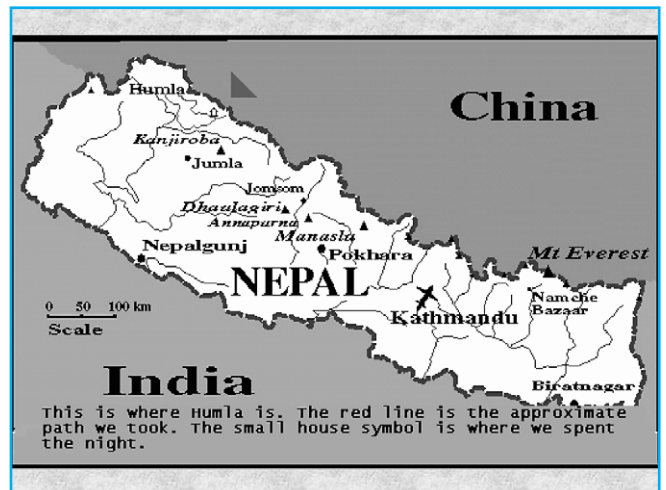 China
Humla
Kanjiroba
Jumla
Jomsom
Dhaulagiri
Annapurna
Manaslu
Pokhara
Mt Everest
Nepalgunj
NEPAL
Namche
Bazaar
Kathmandu
0 50 100 km
Scale
India
Biratnagar
This is where Humla is. The red line is the approximate
path we took. The small house symbol is where we spent
the night.